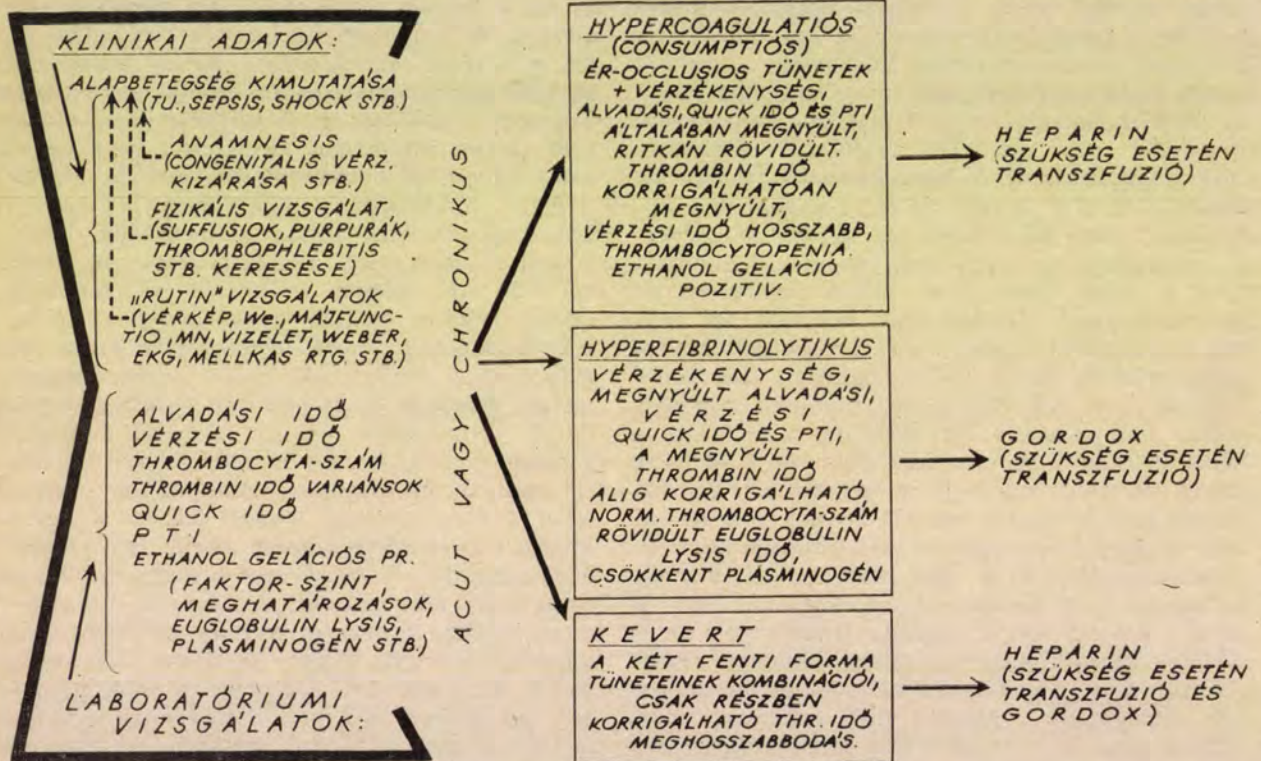 KLINIKAI ADATOK:
ALAPBETEGSÉG KIMUTATÁSA
(TU., SEPSIS, SHOCK STB.)
ANAMNESIS
(CONGENITALIS VÉRZ.
KIZÁRÁSA STB.)
FIZIKÁLIS VIZSGÁLAT,
(SUFFUSIOK, PURPURÁK,
THROMBOPHLEBITIS
STB. KERESÉSE)
„RUTIN” VIZSGÁLATOK
(VÉRKÉP, We., MÁJFUNC-
TIO, MN, VIZELET, WEBER,
EKG, MELLKAS RTG. STB.)
ALVADÁSI IDŐ
VÉRZÉSI IDŐ
THROMBOCYTA-SZÁM
THROMBIN IDŐ VARIÁNSOK
QUICK IDŐ
P T I
ETHANOL GELÁCIÓS PR.
(FAKTOR-SZINT,
MEGHATÁROZÁSOK,
EUGLOBULIN LYSIS,
PLASMINOGÉN STB.)
LABORATÓRIUMI
VIZSGÁLATOK:
ACUT VAGY CHRONIKUS
HYPERCOAGULATIÓS
(CONSUMPTIÓS)
ÉR-OCCLUSIOS TÜNETEK
+ VÉRZÉKENYSÉG,
ALVADÁSI, QUICK IDŐ ÉS PTI
ÁLTALÁBAN MEGNYÚLT,
RITKÁN RÖVIDÜLT.
THROMBIN IDŐ
KORRIGÁLHATÓAN
MEGNYÚLT,
VÉRZÉSI IDŐ HOSSZABB,
THROMBOCYTOPENIA.
ETHANOL GELÁCIÓ
POZITIV.
HEPARIN
(SZÜKSÉG ESETÉN
TRANSZFUZIÓ)
HYPERFIBRINOLYTIKUS
VÉRZÉKENYSÉG,
MEGNYÚLT ALVADÁSI,
VÉRZÉSI
QUICK IDŐ ÉS PTI,
A MEGNYÚLT
THROMBIN IDŐ
ALIG KORRIGÁLHATÓ,
NORM. THROMBOCYTA-SZÁM
RÖVIDÜLT EUGLOBULIN
LYSIS IDŐ,
CSÖKKENT PLASMINOGÉN
GORDOX
(SZÜKSÉG ESETÉN
TRANSZFUZIÓ)
KEVERT
A KÉT FENTI FORMA
TÜNETEINEK KOMBINÁCIÓI,
CSAK RÉSZBEN
KORRIGÁLHATÓ THR. IDŐ
MEGHOSSZABBODÁS.
HEPARIN
(SZÜKSÉG ESETÉN
TRANSZFUZIÓ ÉS
GORDOX)